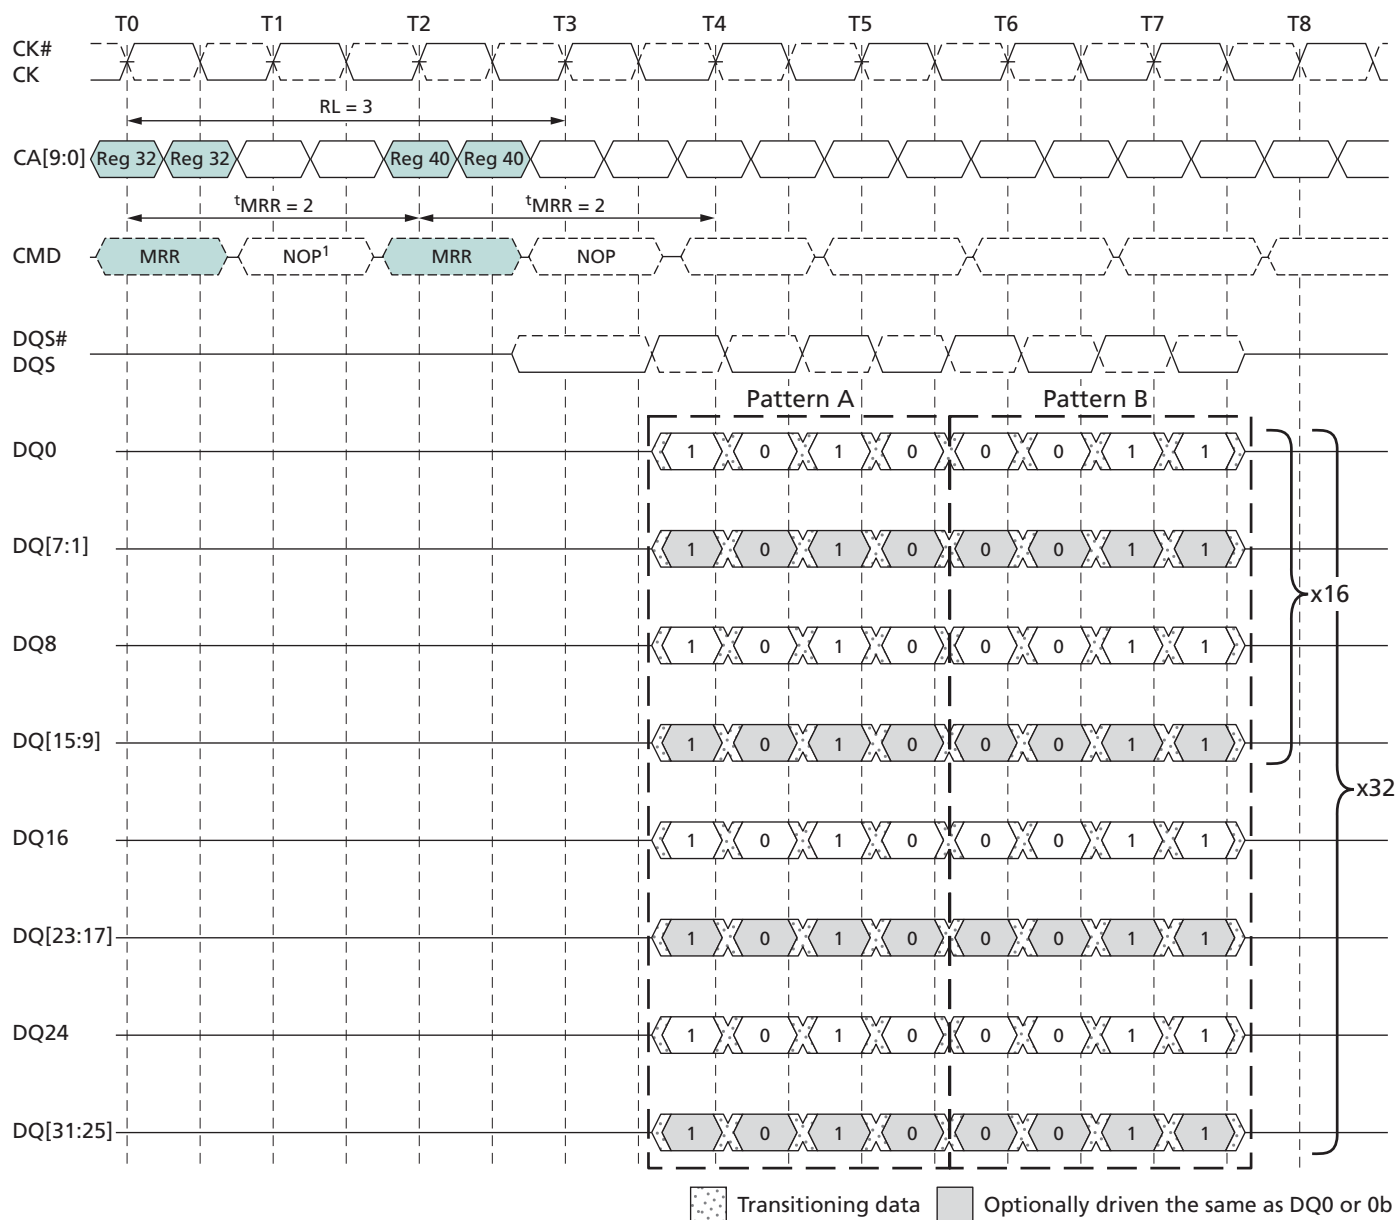 T0 T1 T2 T3 T4 T5 T6 T7 T8
CK#
CK
RL = 3
CA[9:0] Reg 32 Reg 32 Reg 40 Reg 40
tMRR = 2 tMRR = 2
CMD MRR NOP1 MRR NOP
DQS#
DQS
Pattern A Pattern B
DQ0 1 0 1 0 0 0 1 1
DQ[7:1] 1 0 1 0 0 0 1 1
x16
DQ8 1 0 1 0 0 0 1 1
DQ[15:9] 1 0 1 0 0 0 1 1
x32
DQ16 1 0 1 0 0 0 1 1
DQ[23:17] 1 0 1 0 0 0 1 1
DQ24 1 0 1 0 0 0 1 1
DQ[31:25] 1 0 1 0 0 0 1 1
Transitioning data Optionally driven the same as DQ0 or 0b